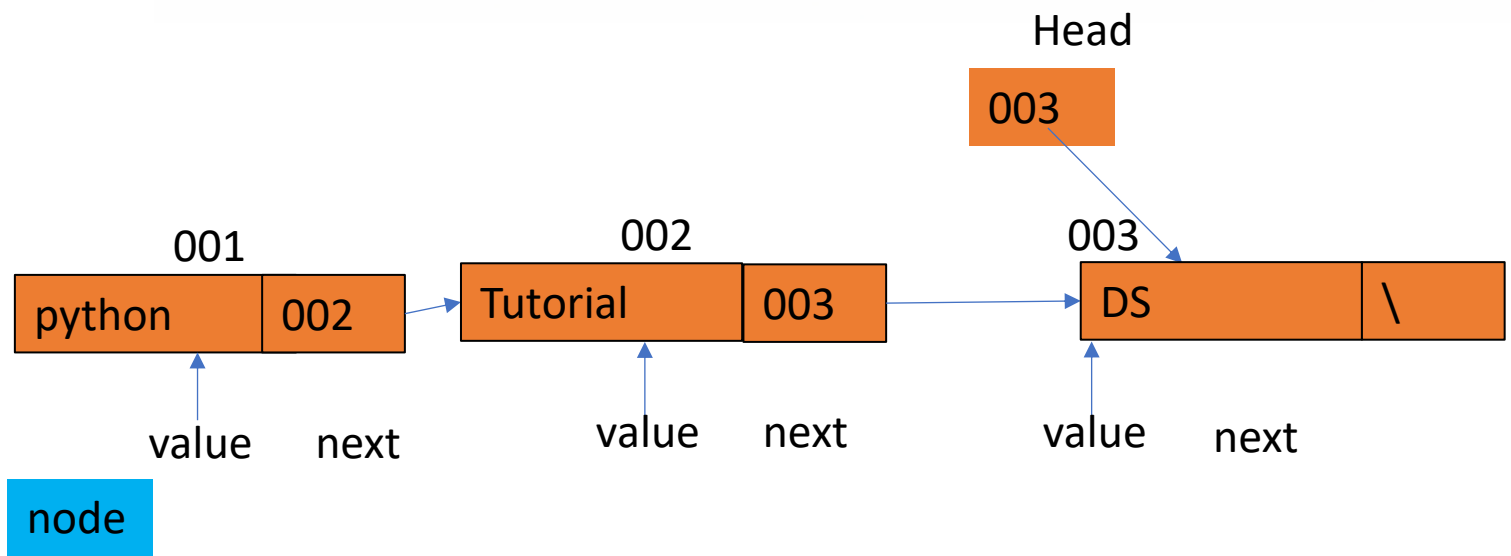 Head
003
001
002
003
python 002
Tutorial 003
DS \
value next
value next
value next
node